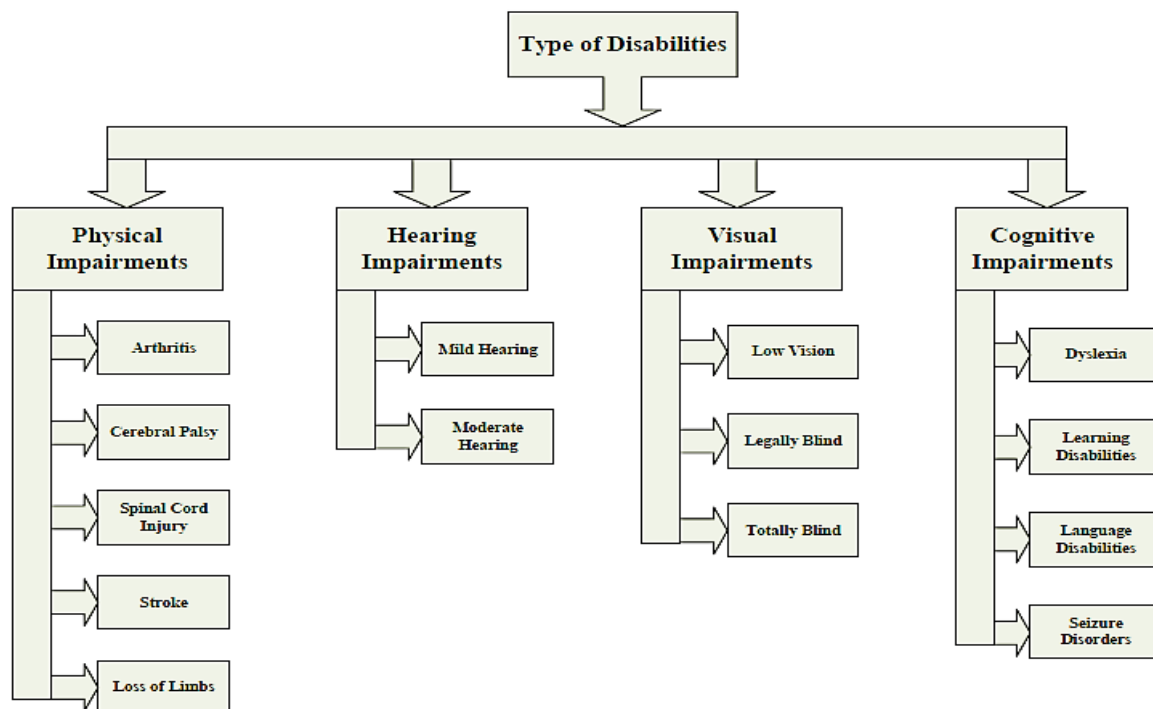 Type of Disabilities
Physical
Impairments
Arthritis
Cerebral Palsy
Spinal Cord
Injury
Stroke
Loss of Limbs
Hearing
Impairments
Mild Hearing
Moderate
Hearing
Visual
Impairments
Low Vision
Legally Blind
Totally Blind
Cognitive
Impairments
Dyslexia
Learning
Disabilities
Language
Disabilities
Seizure
Disorders